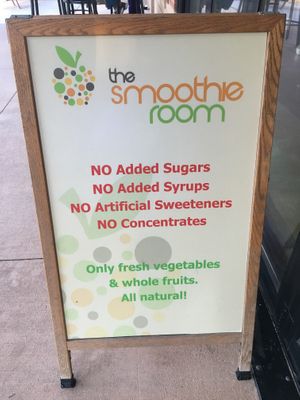 the
smoothie
room
NO Added Sugars
NO Added Syrups
NO Artificial Sweeteners
NO Concentrates
Only fresh vegetables
& whole fruits.
All natural!